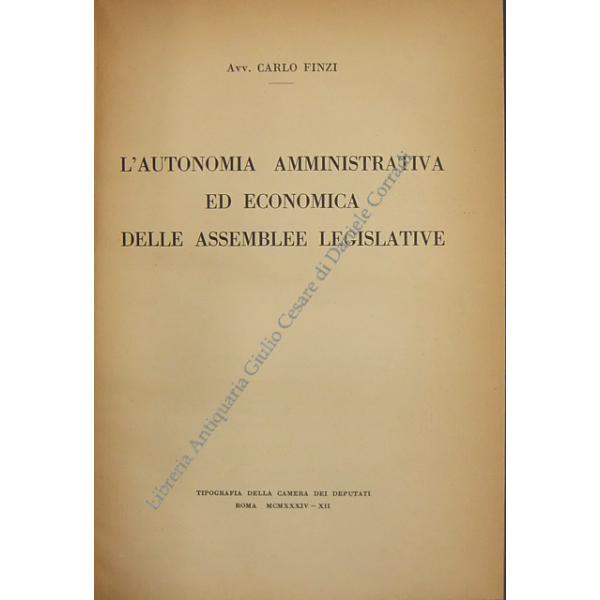 Avv. CARLO FINZI
L'AUTONOMIA AMMINISTRATIVA
ED ECONOMICA
DELLE ASSEMBLEE LEGISLATIVE
TIPOGRAFIA DELLA CAMERA DEI DEPUTATI
ROMA MCMXXXIV - XII
Libreria Antiquaria Giulio Cesare di Daniele Corradi